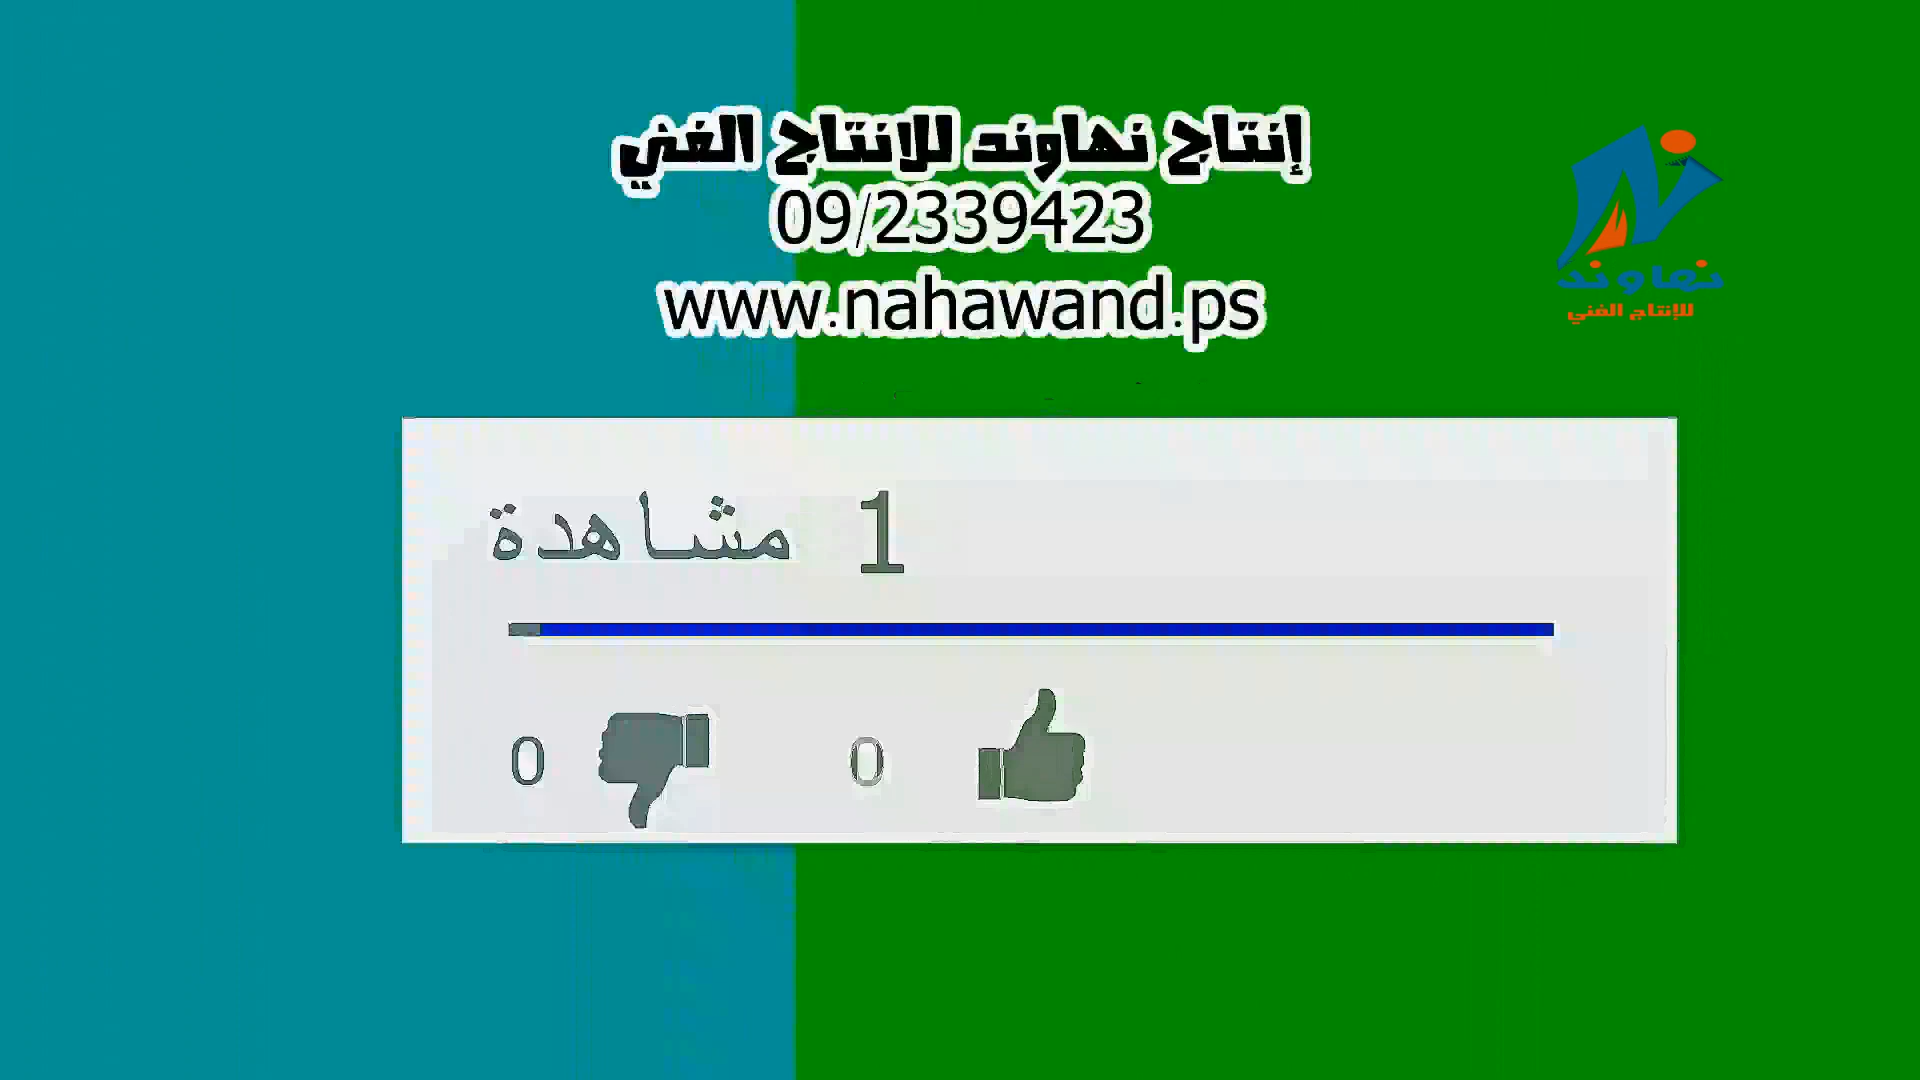 إنتاج نهاوند للانتاج الفني
09/2339423
www.nahawand.ps
نهاوند
للإنتاج الفني
1 مشاهدة
0 0